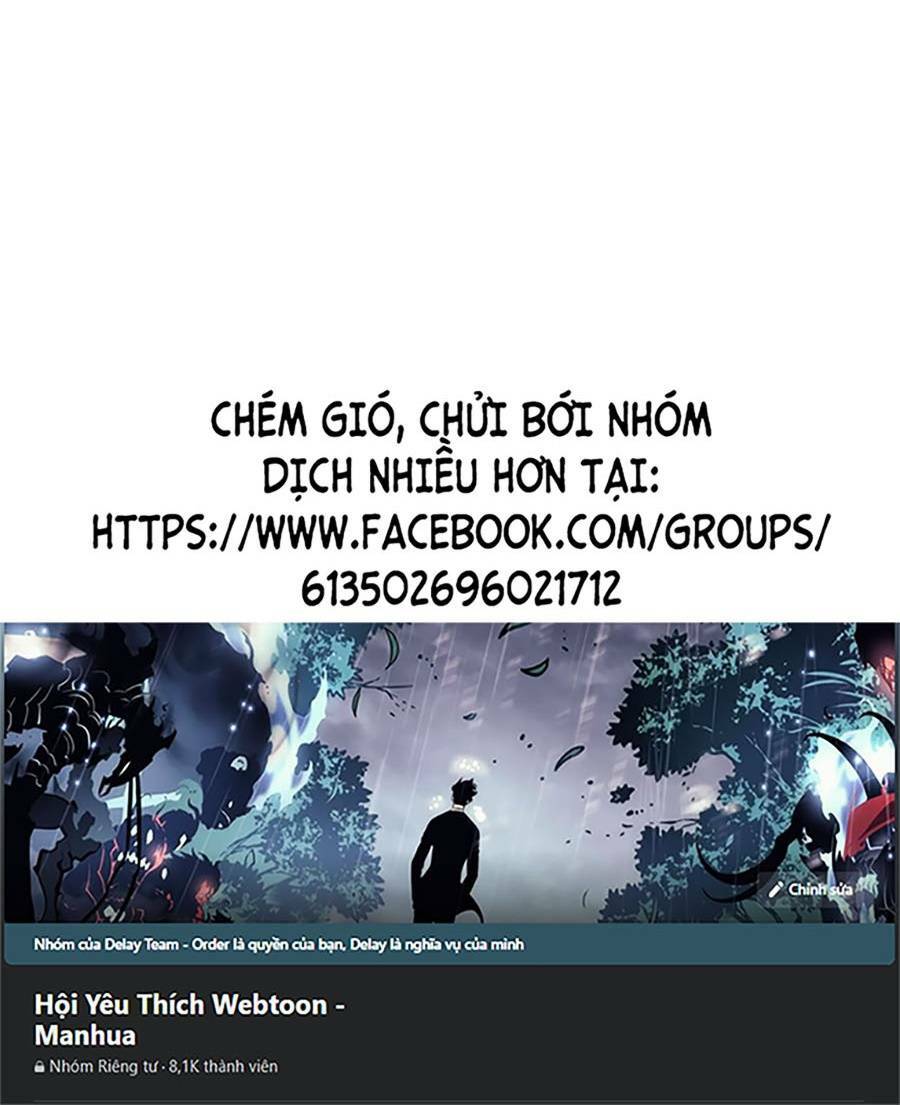 CHÉM GIÓ, CHỬI BỚI NHÓM
DỊCH NHIỀU HƠN TẠI:
HTTPS://WWW.FACEBOOK.COM/GROUPS/
613502696021712
Chỉnh sửa
Nhóm của Delay Team - Order là quyền của bạn, Delay là nghĩa vụ của mình
Hội Yêu Thích Webtoon -
Manhua
Nhóm Riêng tư · 8,1K thành viên